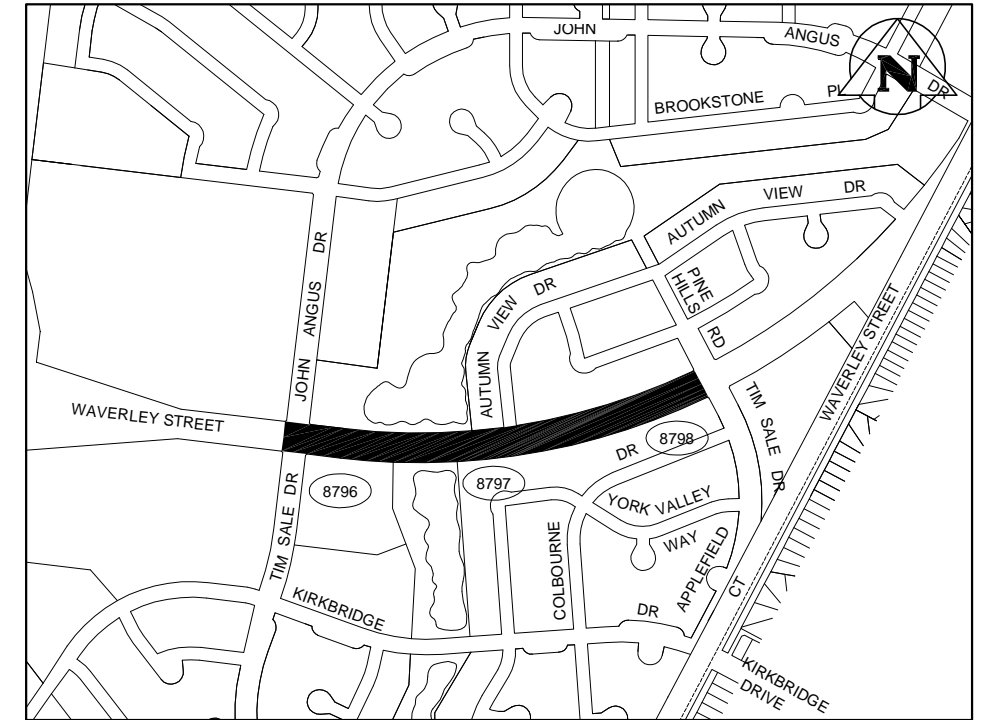 JOHN
ANGUS
DR
N
BROOKSTONE
AUTUMN
VIEW
DR
JOHN ANGUS DR
VIEW
DR
AUTUMN
PINE
HILLS
RD
WAVERLEY STREET
WAVERLEY STREET
TIM SALE DR
DR
8798
8796
8797
YORK VALLEY
WAY
TIM SALE DR
COLBOURNE
DR
APPLEFIELD
CT
KIRKBRIDGE
KIRKBRIDGE
DRIVE